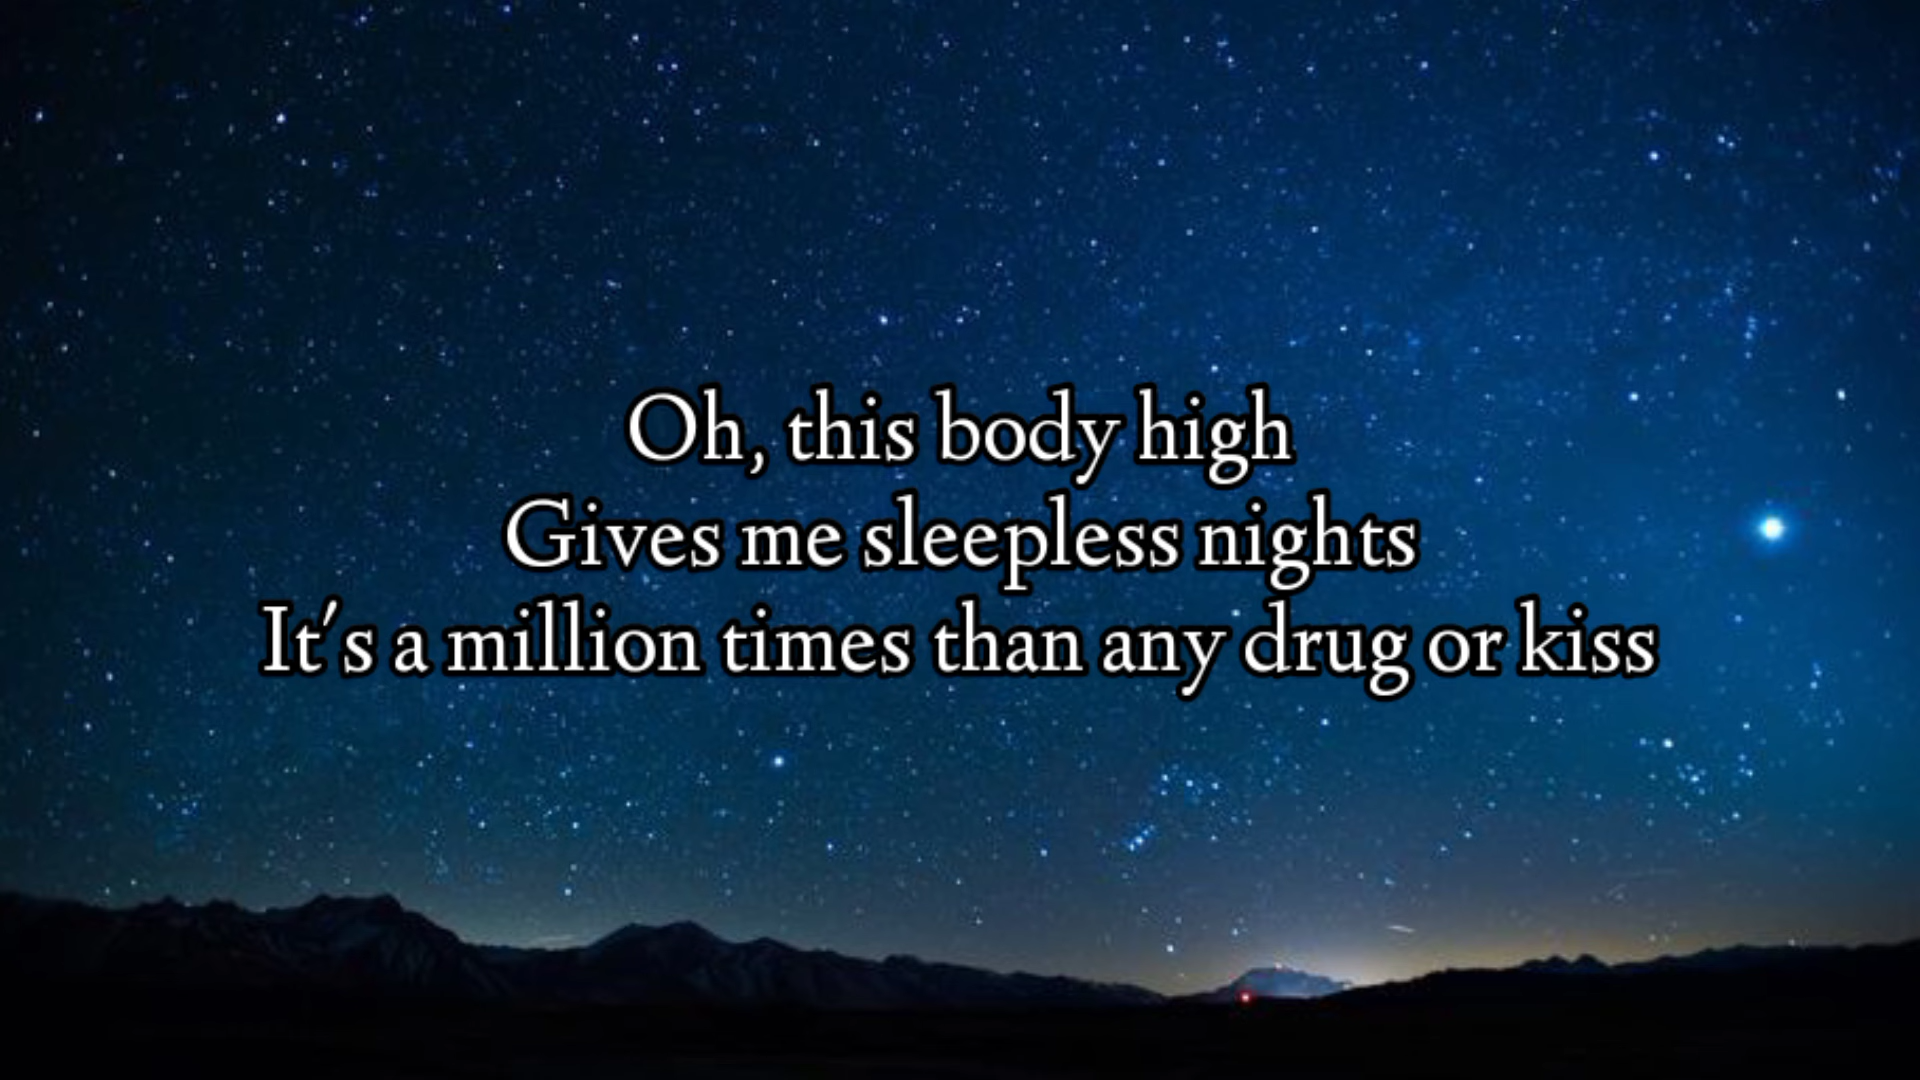 Oh, this body high
Gives me sleepless nights
It's a million times than any drug or kiss